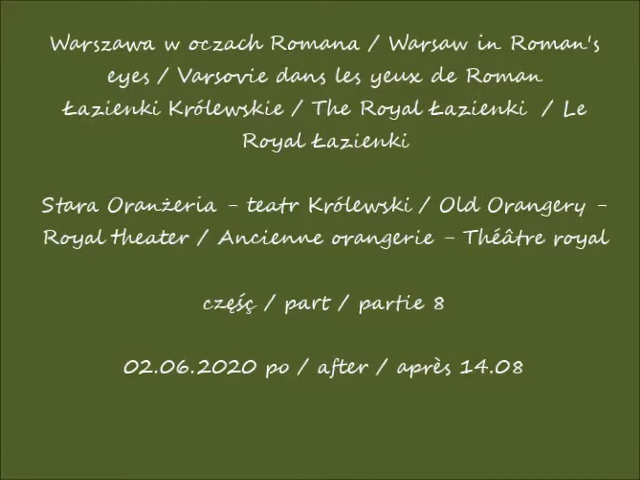 Warszawa w oczach Romana / Warsaw in Roman's
eyes / Varsovie dans les yeux de Roman
Łazienki Królewskie / The Royal Łazienki / Le
Royal Łazienki
Stara Oranżeria - teatr Królewski / Old Orangery -
Royal theater / Ancienne orangerie - Théâtre royal
częśç / part / partie 8
02.06.2020 po / after / après 14.08